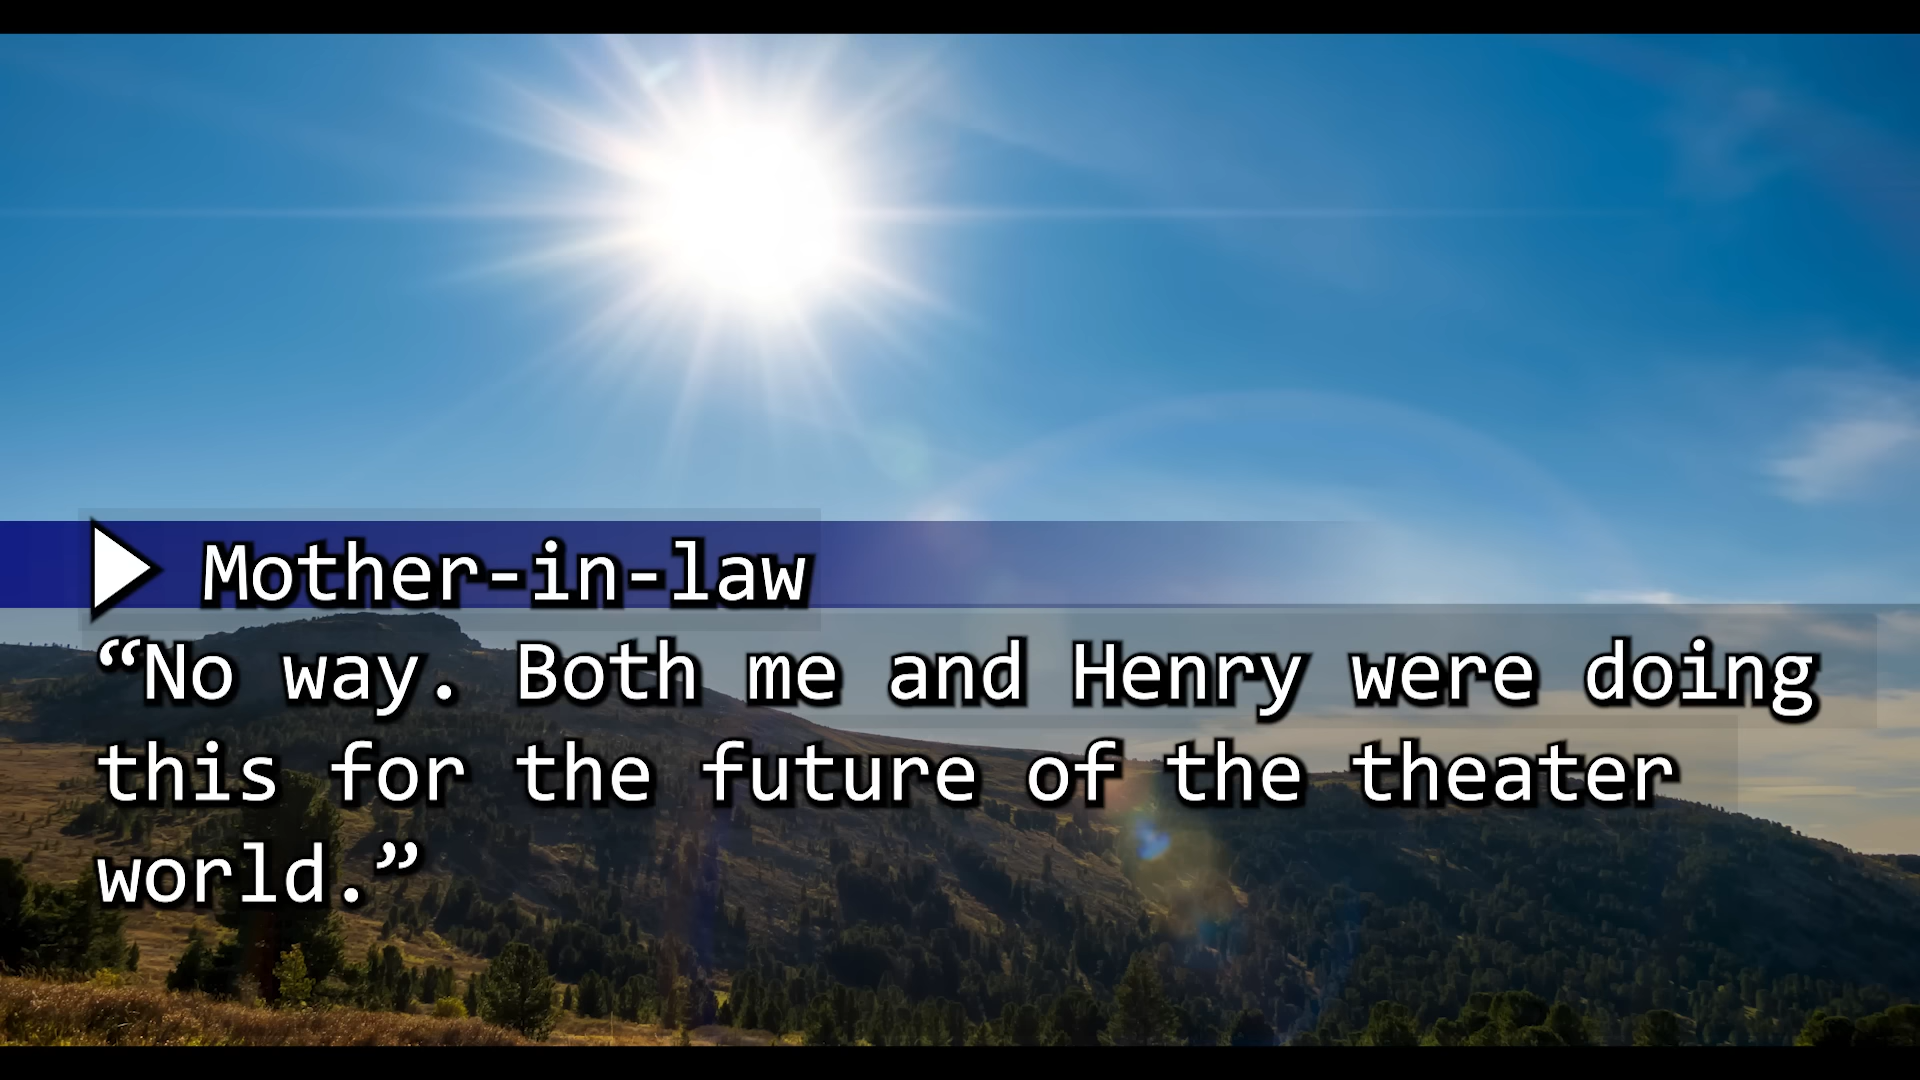 Mother-in-law
“No way. Both me and Henry were doing
this for the future of the theater
world.”